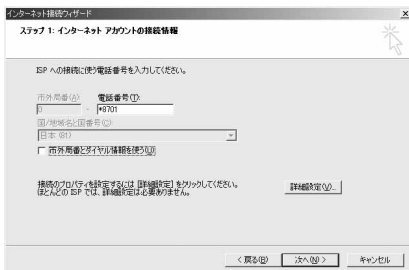 インターネット接続ウィザード
ステップ 1: インターネット アカウントの接続情報
ISP への接続に使う電話番号を入力してください。
市外局番(A): 電話番号(T):
0 - *8701
国/地域名と国番号(C):
日本 (81)
市外局番とダイヤル情報を使う(U)
接続のプロパティを設定するには [詳細設定] をクリックしてください。
ほとんどの ISP では、詳細設定は必要ありません。
詳細設定(V)...
< 戻る(B) 次へ(N) > キャンセル